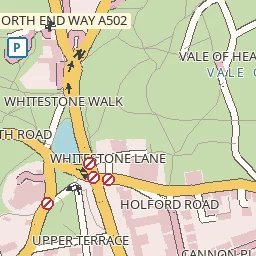 ORTH END WAY A502
P
VALE OF HEA
VALE O
WHITESTONE WALK
TH ROAD
WHITESTONE LANE
HOLFORD ROAD
UPPER TERRACE
CANNON PL